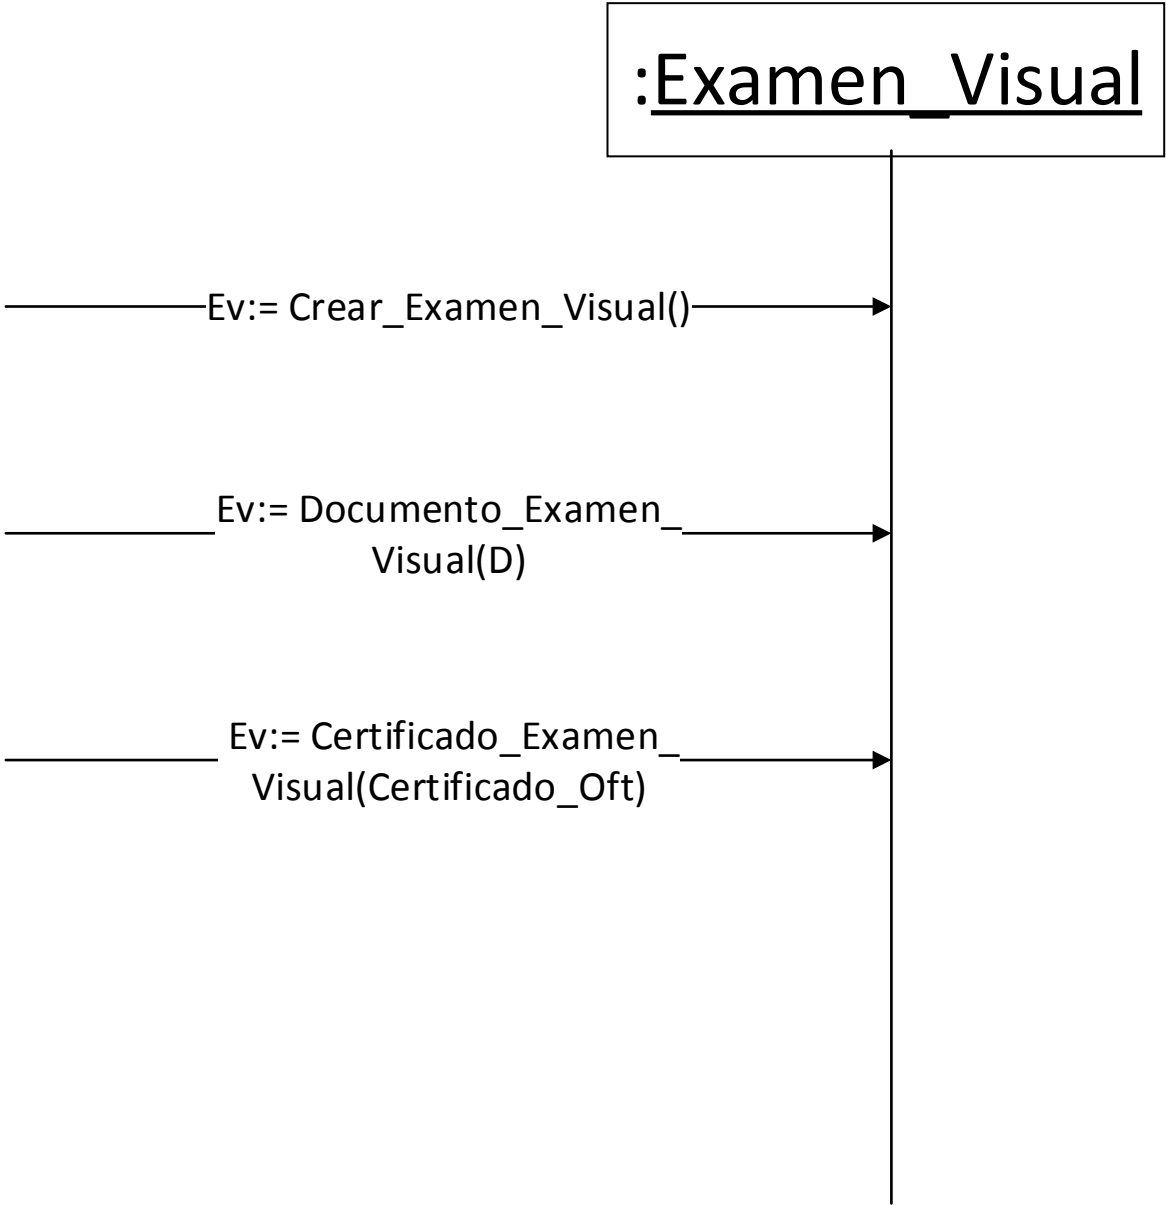 :Examen_Visual
Ev:= Crear_Examen_Visual()
Ev:= Documento_Examen_
Visual(D)
Ev:= Certificado_Examen_
Visual(Certificado_Oft)